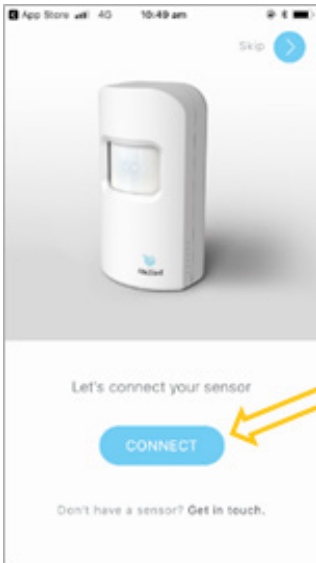 App Store 4G 10:49 am
Skip
Let's connect your sensor
CONNECT
Don't have a sensor? Get in touch.